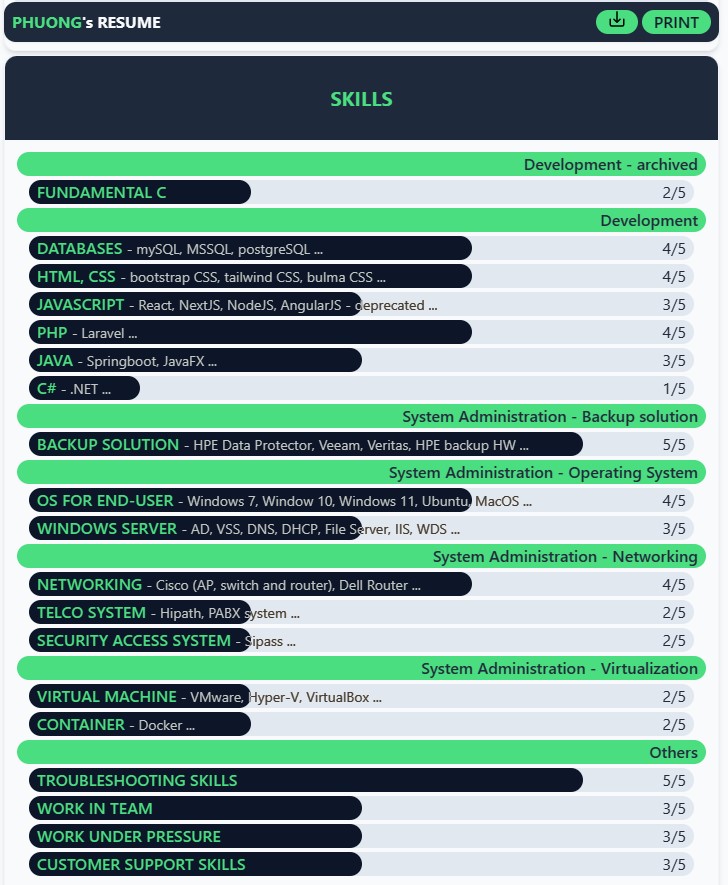 PHUONG's RESUME PRINT
SKILLS
Development - archived
FUNDAMENTAL C 2/5
Development
DATABASES - mySQL, MSSQL, postgreSQL ... 4/5
HTML, CSS - bootstrap CSS, tailwind CSS, bulma CSS ... 4/5
JAVASCRIPT - React, NextJS, NodeJS, AngularJS - deprecated ... 3/5
PHP - Laravel ... 4/5
JAVA - Springboot, JavaFX ... 3/5
C# - .NET ... 1/5
System Administration - Backup solution
BACKUP SOLUTION - HPE Data Protector, Veeam, Veritas, HPE backup HW ... 5/5
System Administration - Operating System
OS FOR END-USER - Windows 7, Window 10, Windows 11, Ubuntu, MacOS ... 4/5
WINDOWS SERVER - AD, VSS, DNS, DHCP, File Server, IIS, WDS ... 3/5
System Administration - Networking
NETWORKING - Cisco (AP, switch and router), Dell Router ... 4/5
TELCO SYSTEM - Hipath, PABX system ... 2/5
SECURITY ACCESS SYSTEM - Sipass ... 2/5
System Administration - Virtualization
VIRTUAL MACHINE - VMware, Hyper-V, VirtualBox ... 2/5
CONTAINER - Docker ... 2/5
Others
TROUBLESHOOTING SKILLS 5/5
WORK IN TEAM 3/5
WORK UNDER PRESSURE 3/5
CUSTOMER SUPPORT SKILLS 3/5